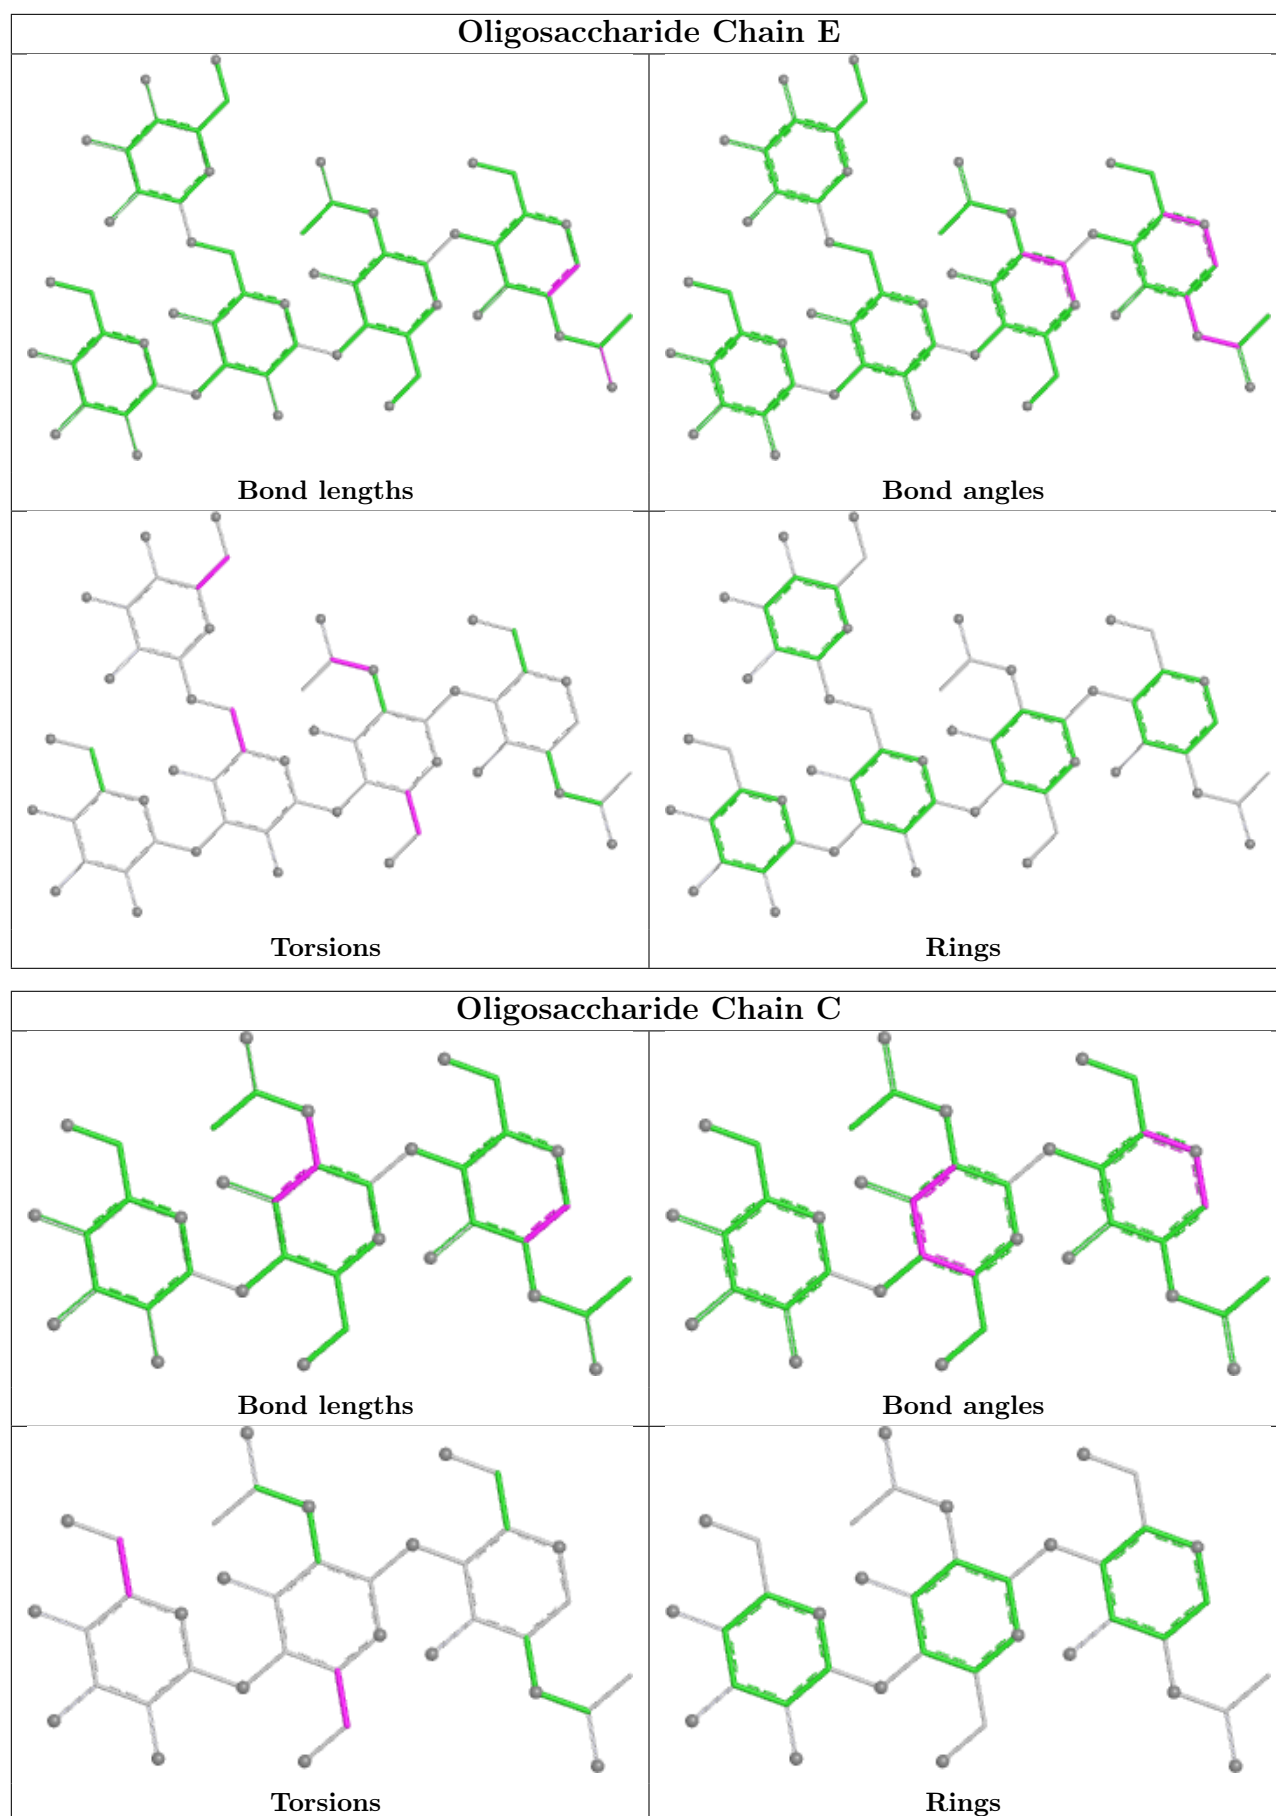 Oligosaccharide Chain E
Bond lengths
Bond angles
Torsions
Rings
Oligosaccharide Chain C
Bond lengths
Bond angles
Torsions
Rings